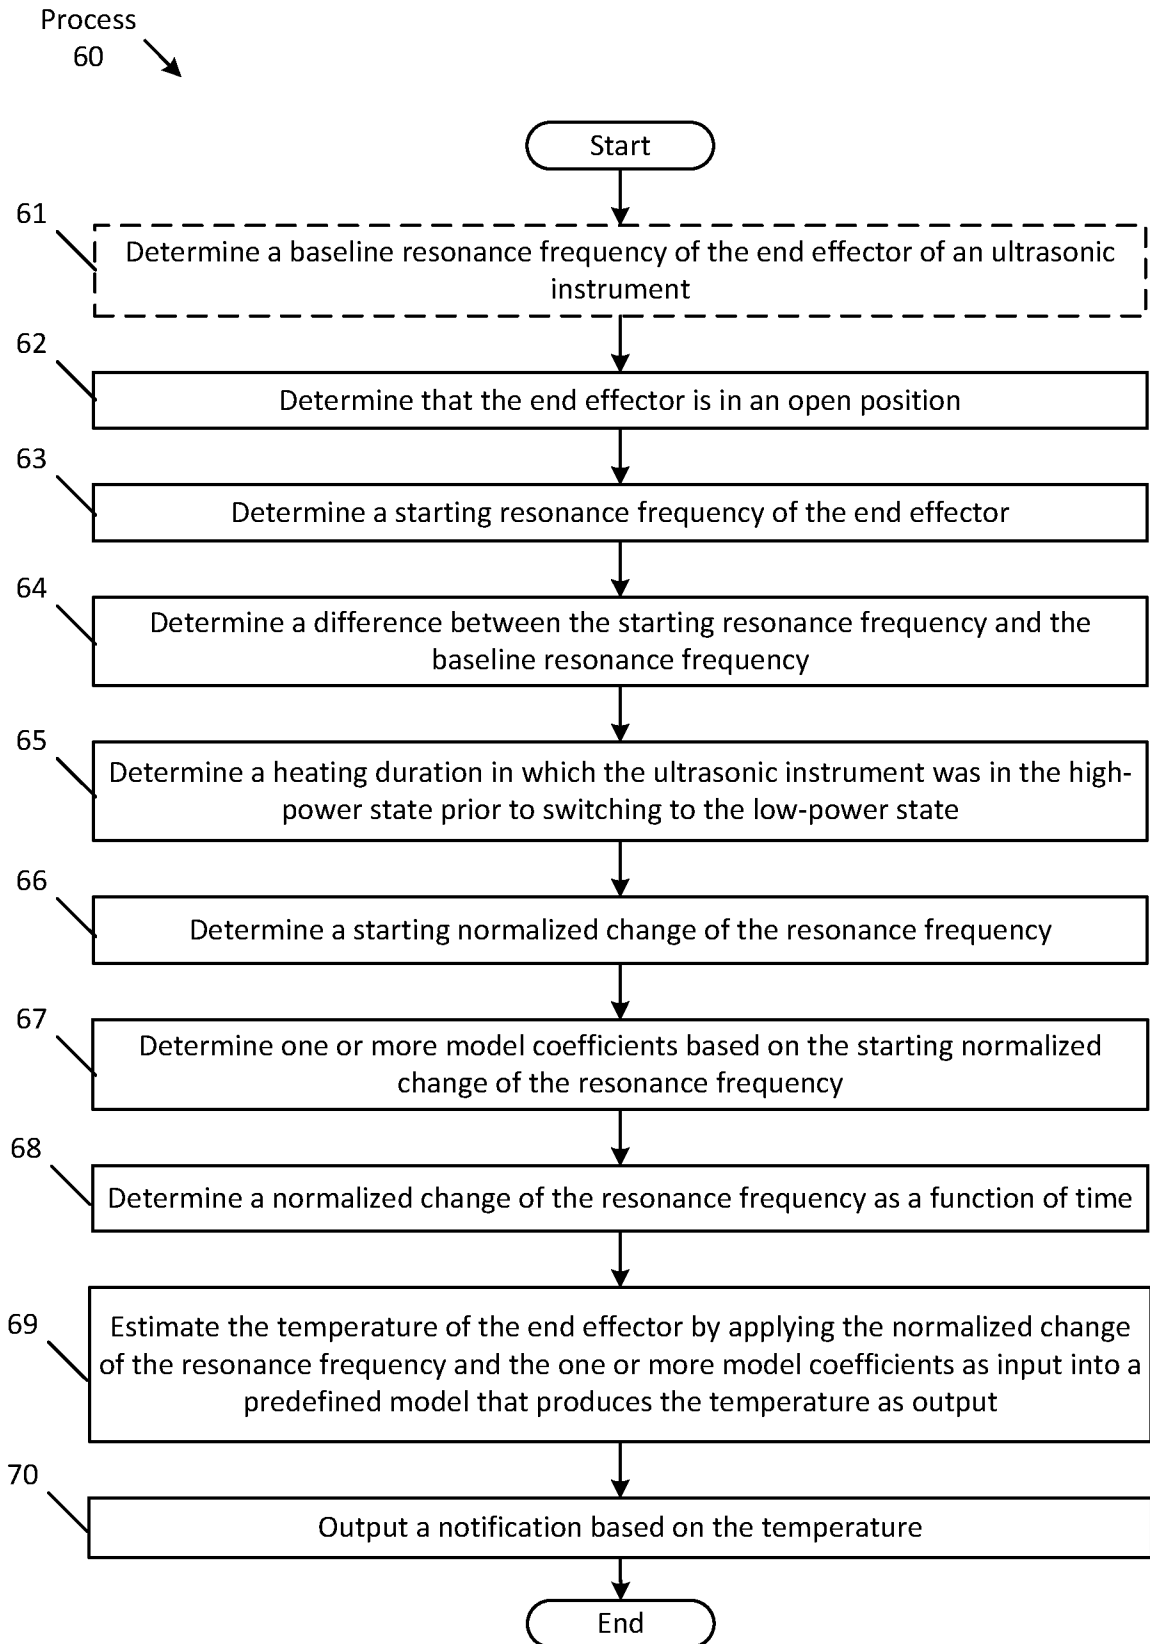 Process
60
Start
61
Determine a baseline resonance frequency of the end effector of an ultrasonic
instrument
62
Determine that the end effector is in an open position
63
Determine a starting resonance frequency of the end effector
64
Determine a difference between the starting resonance frequency and the
baseline resonance frequency
65
Determine a heating duration in which the ultrasonic instrument was in the high-
power state prior to switching to the low-power state
66
Determine a starting normalized change of the resonance frequency
67
Determine one or more model coefficients based on the starting normalized
change of the resonance frequency
68
Determine a normalized change of the resonance frequency as a function of time
69
Estimate the temperature of the end effector by applying the normalized change
of the resonance frequency and the one or more model coefficients as input into a
predefined model that produces the temperature as output
70
Output a notification based on the temperature
End